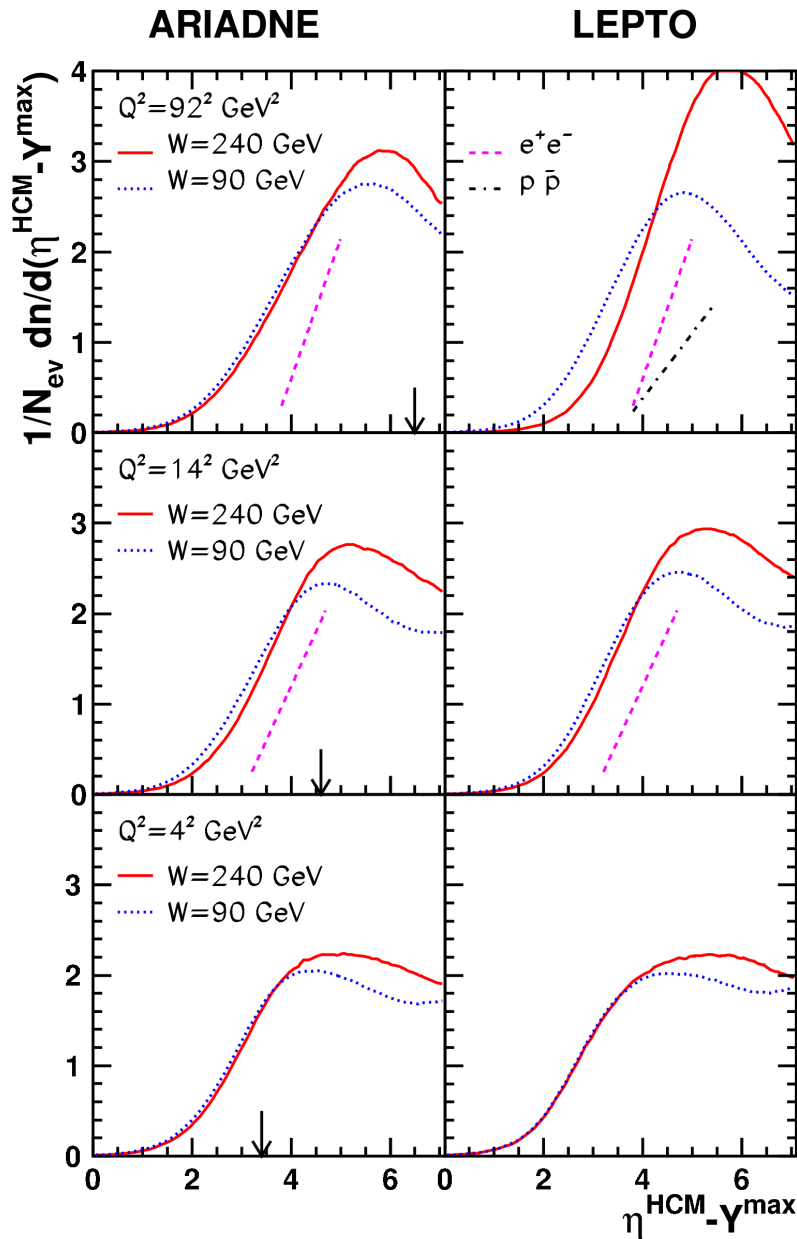 ARIADNE LEPTO
1/N_ev dn/d(η^HCM-Y^max)
4
Q²=92² GeV²
W=240 GeV
W=90 GeV
e⁺e⁻
p p̄
3
2
1
0
Q²=14² GeV²
W=240 GeV
W=90 GeV
3
2
1
0
Q²=4² GeV²
W=240 GeV
W=90 GeV
3
2
1
0
0 2 4 6 0 2 4 6
η^HCM-Y^max